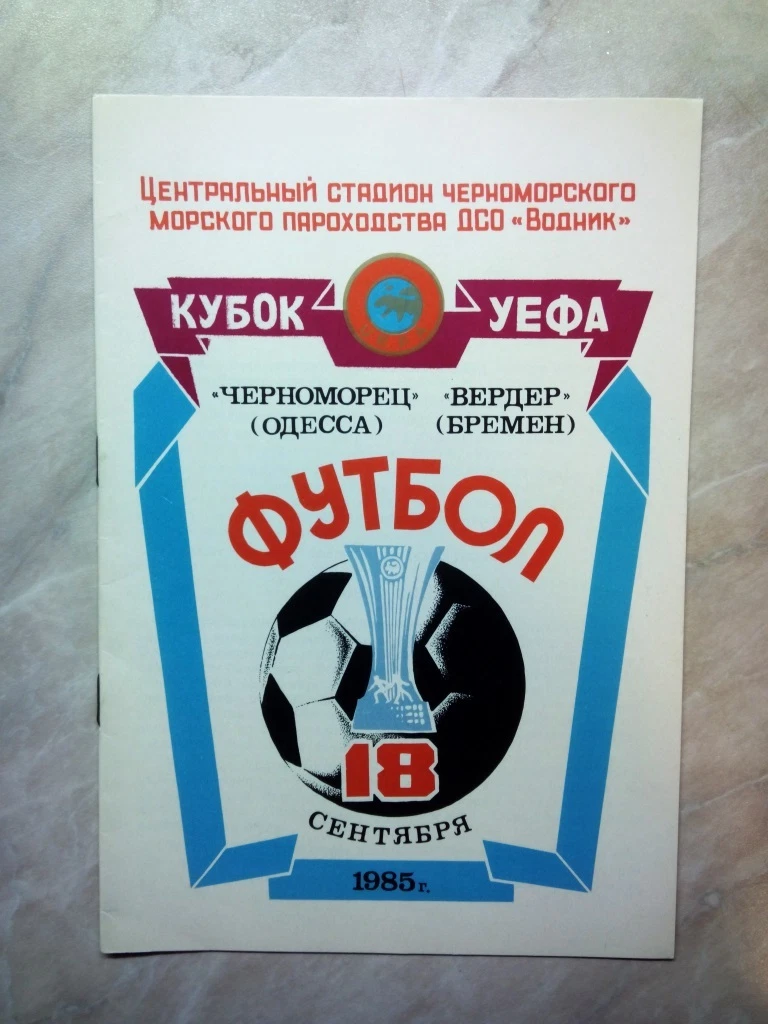 Центральный стадион Черноморского
морского пароходства ДСО «Водник»
КУБОК УЕФА
«ЧЕРНОМОРЕЦ» «ВЕРДЕР»
(ОДЕССА) (БРЕМЕН)
ФУТБОЛ
18
СЕНТЯБРЯ
1985 г.